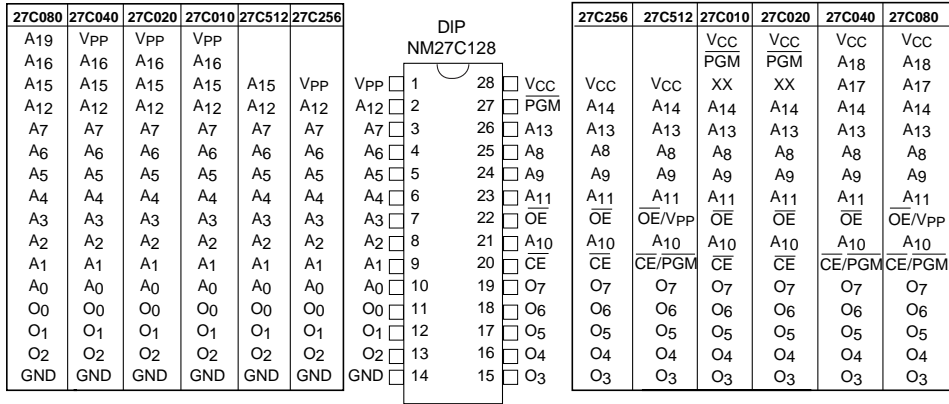 27C080 27C040 27C020 27C010 27C512 27C256 DIP NM27C128 27C256 27C512 27C010 27C020 27C040 27C080
A19 VPP VPP VPP VCC VCC VCC VCC
A16 A16 A16 A16 PGM PGM A18 A18
A15 A15 A15 A15 A15 VPP VPP 1 28 VCC VCC VCC XX XX A17 A17
A12 A12 A12 A12 A12 A12 A12 2 27 PGM A14 A14 A14 A14 A14 A14
A7 A7 A7 A7 A7 A7 A7 3 26 A13 A13 A13 A13 A13 A13 A13
A6 A6 A6 A6 A6 A6 A6 4 25 A8 A8 A8 A8 A8 A8 A8
A5 A5 A5 A5 A5 A5 A5 5 24 A9 A9 A9 A9 A9 A9 A9
A4 A4 A4 A4 A4 A4 A4 6 23 A11 A11 A11 A11 A11 A11 A11
A3 A3 A3 A3 A3 A3 A3 7 22 OE OE OE/VPP OE OE OE OE/VPP
A2 A2 A2 A2 A2 A2 A2 8 21 A10 A10 A10 A10 A10 A10 A10
A1 A1 A1 A1 A1 A1 A1 9 20 CE CE CE/PGM CE CE CE/PGM CE/PGM
A0 A0 A0 A0 A0 A0 A0 10 19 O7 O7 O7 O7 O7 O7 O7
O0 O0 O0 O0 O0 O0 O0 11 18 O6 O6 O6 O6 O6 O6 O6
O1 O1 O1 O1 O1 O1 O1 12 17 O5 O5 O5 O5 O5 O5 O5
O2 O2 O2 O2 O2 O2 O2 13 16 O4 O4 O4 O4 O4 O4 O4
GND GND GND GND GND GND GND 14 15 O3 O3 O3 O3 O3 O3 O3